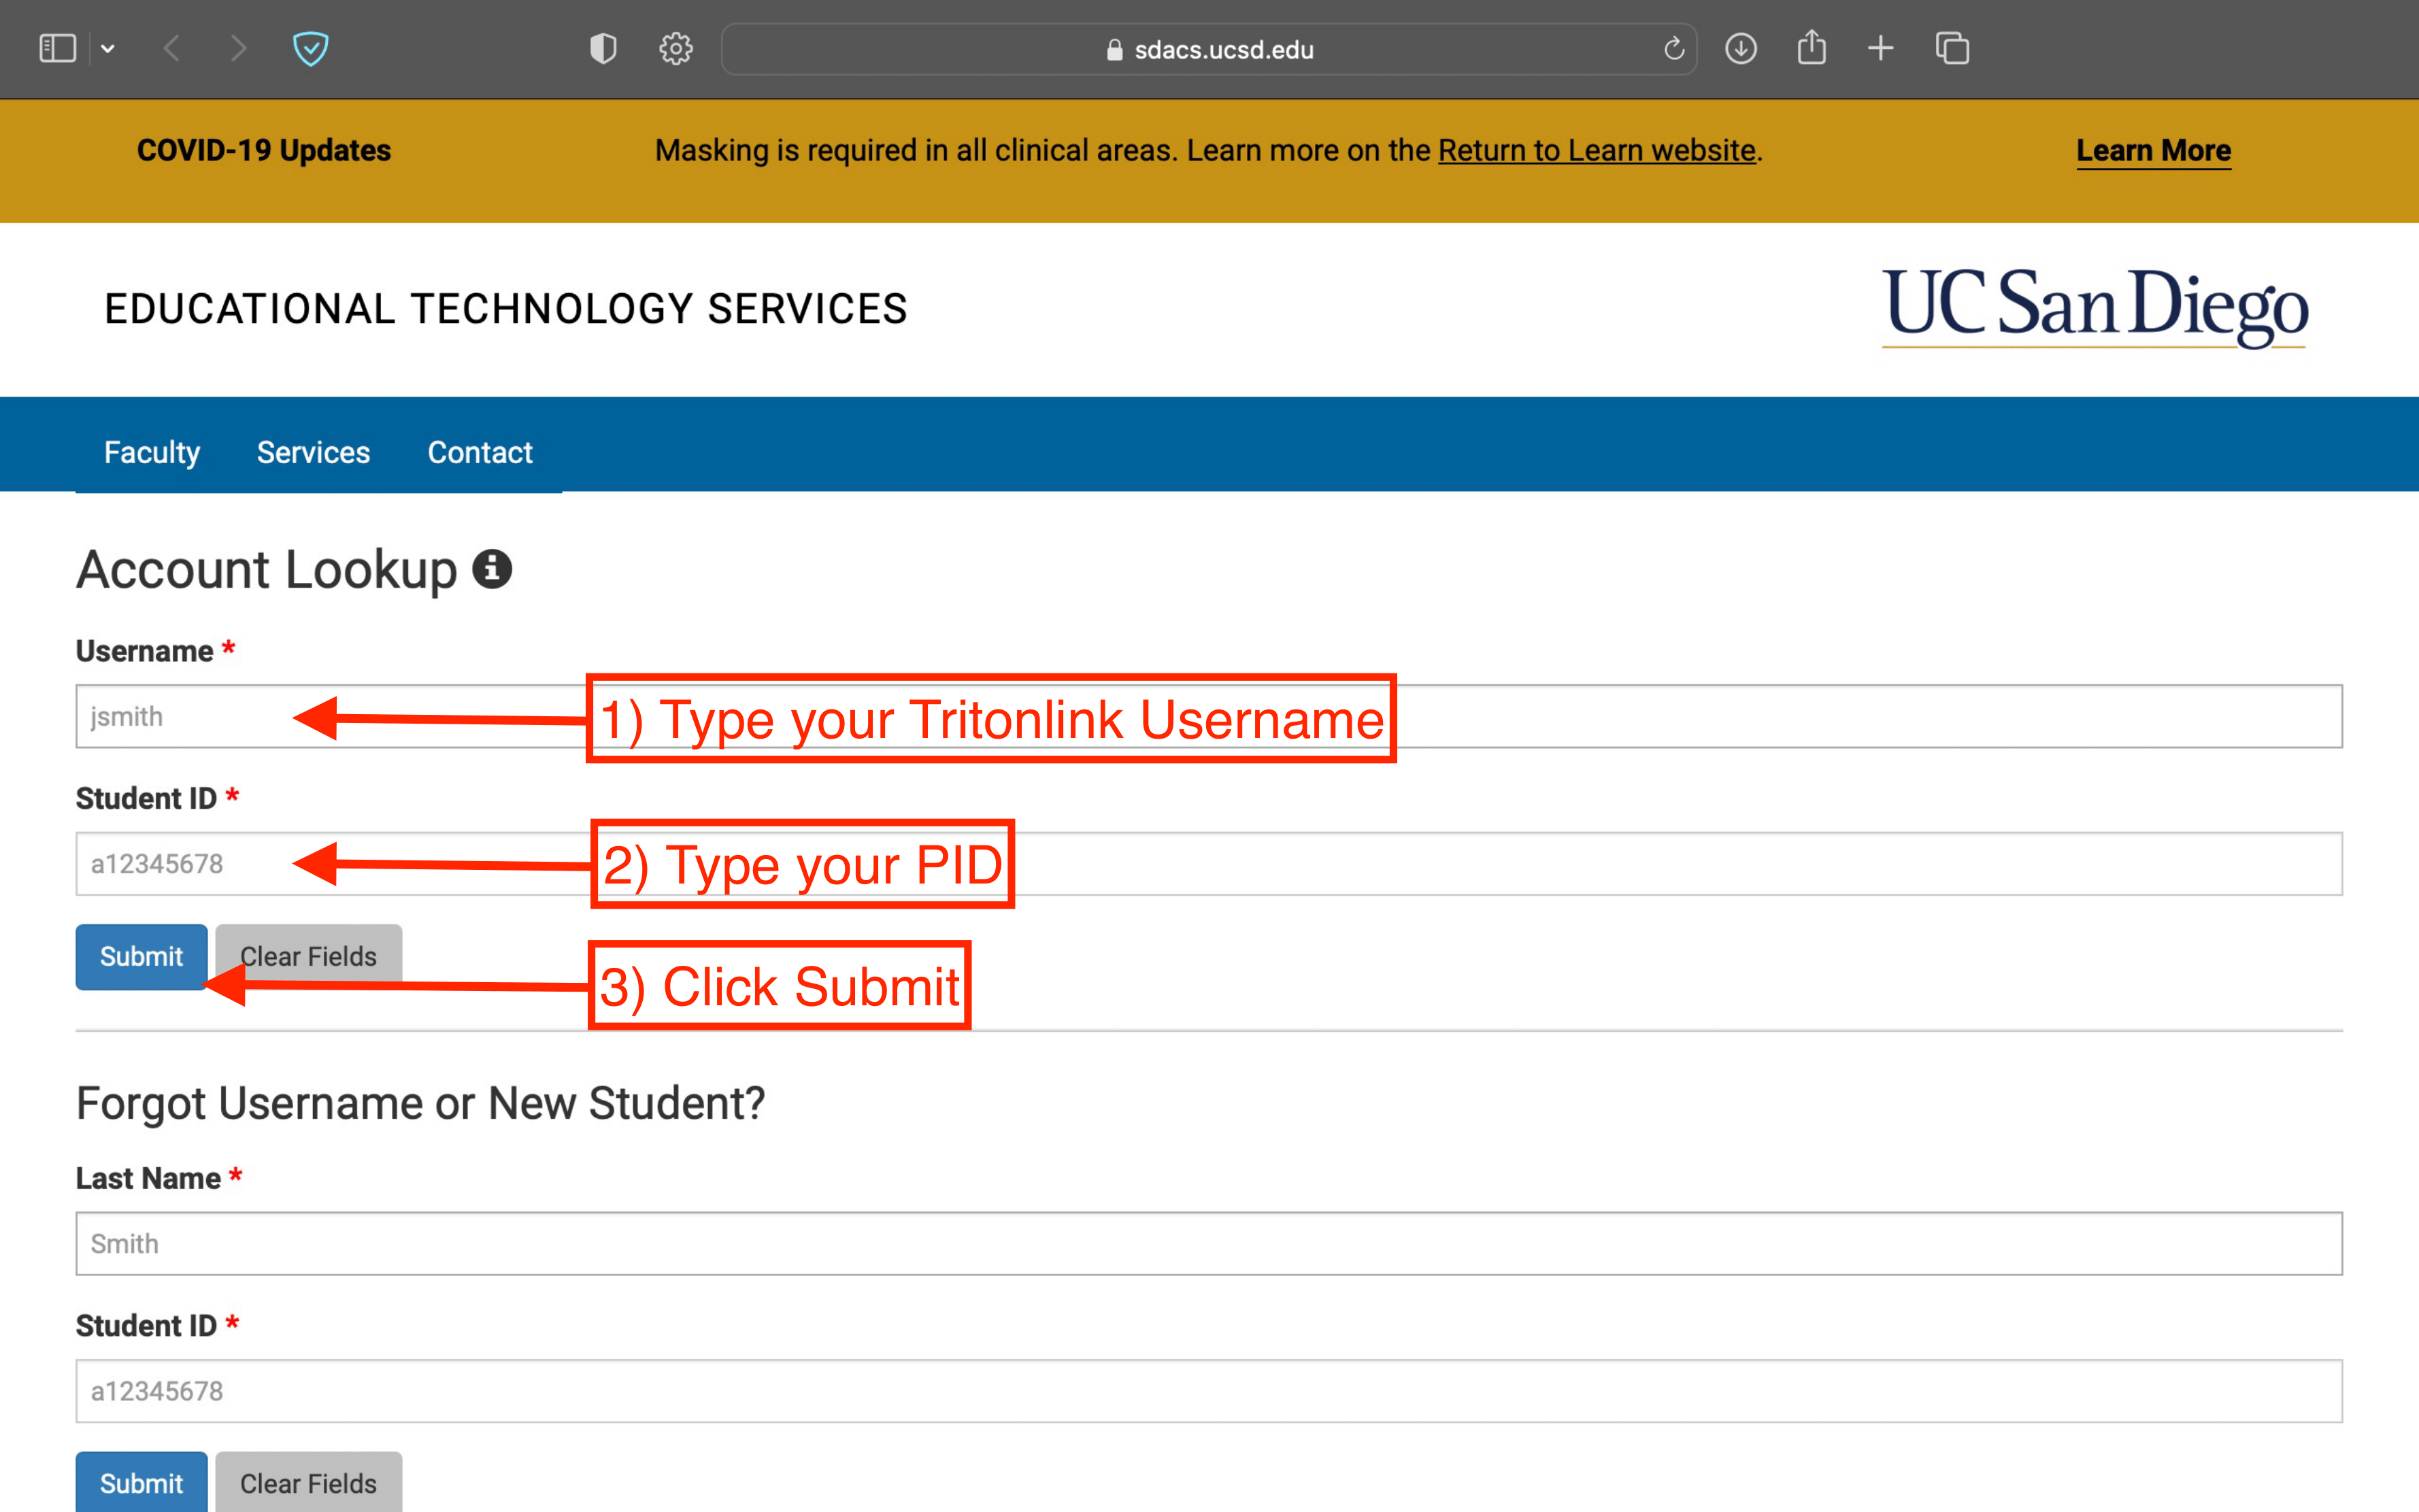 sdacs.ucsd.edu
COVID-19 Updates Masking is required in all clinical areas. Learn more on the Return to Learn website. Learn More
EDUCATIONAL TECHNOLOGY SERVICES
UC San Diego
Faculty Services Contact
Account Lookup
Username *
jsmith
1) Type your Tritonlink Username
Student ID *
a12345678
2) Type your PID
Submit Clear Fields
3) Click Submit
Forgot Username or New Student?
Last Name *
Smith
Student ID *
a12345678
Submit Clear Fields